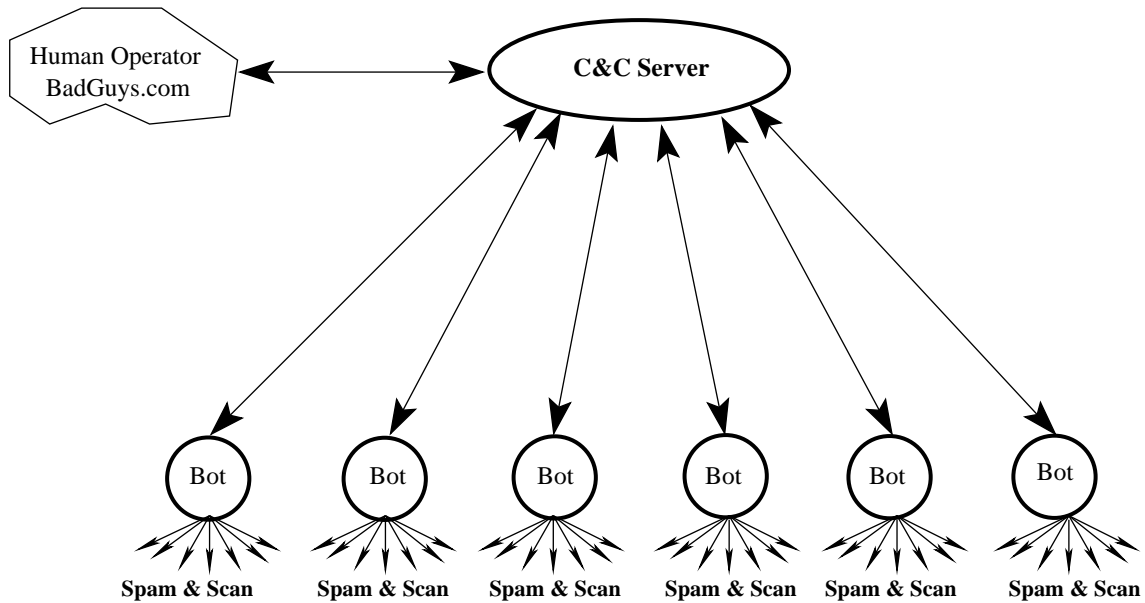 Human Operator
BadGuys.com
C&C Server
Bot
Bot
Bot
Bot
Bot
Bot
Spam & Scan
Spam & Scan
Spam & Scan
Spam & Scan
Spam & Scan
Spam & Scan